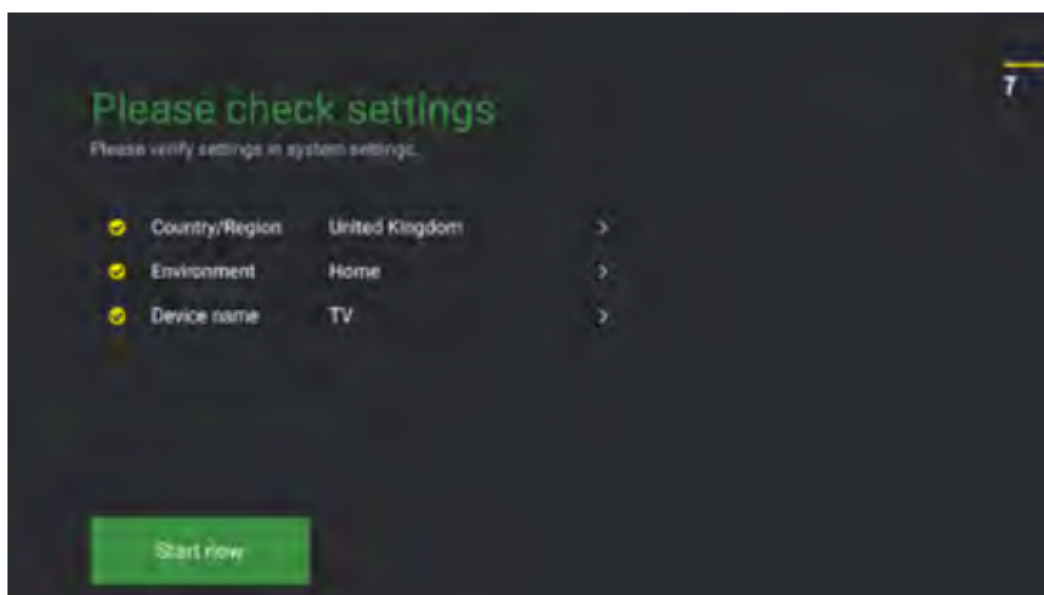 Please check settings
7
Please verify settings in system settings.
Country/Region United Kingdom >
Environment Home >
Device name TV >
Start now